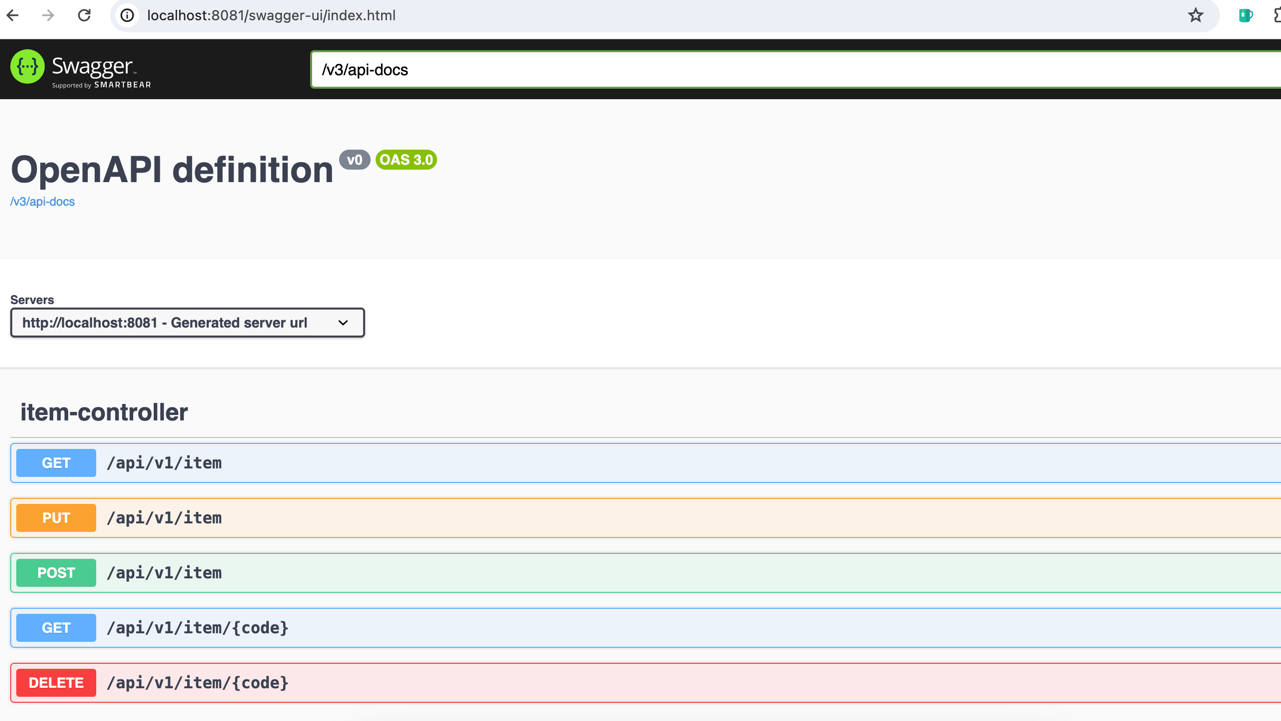 localhost:8081/swagger-ui/index.html
{...} Swagger™
Supported by SMARTBEAR
/v3/api-docs
OpenAPI definition v0 OAS 3.0
/v3/api-docs
Servers
http://localhost:8081 - Generated server url
item-controller
GET /api/v1/item
PUT /api/v1/item
POST /api/v1/item
GET /api/v1/item/{code}
DELETE /api/v1/item/{code}